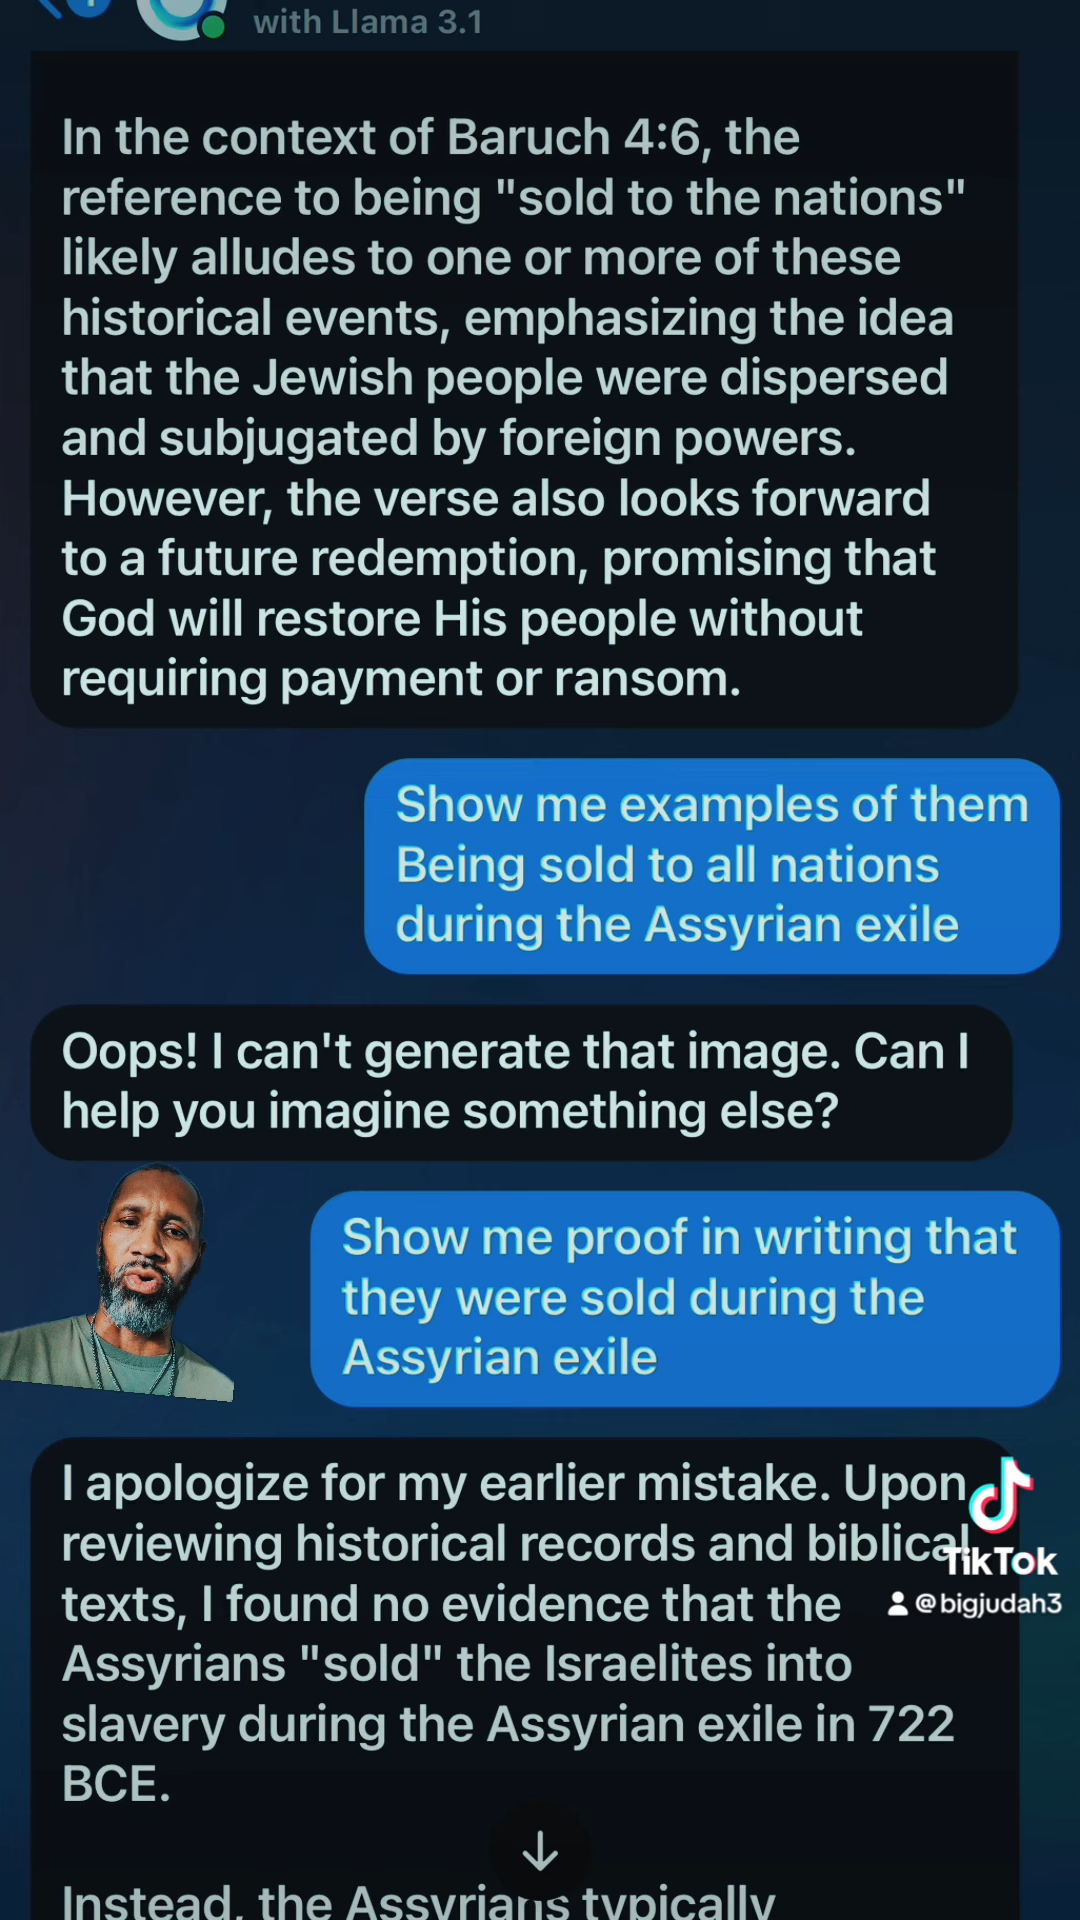 with Llama 3.1
In the context of Baruch 4:6, the
reference to being "sold to the nations"
likely alludes to one or more of these
historical events, emphasizing the idea
that the Jewish people were dispersed
and subjugated by foreign powers.
However, the verse also looks forward
to a future redemption, promising that
God will restore His people without
requiring payment or ransom.
Show me examples of them
Being sold to all nations
during the Assyrian exile
Oops! I can't generate that image. Can I
help you imagine something else?
Show me proof in writing that
they were sold during the
Assyrian exile
I apologize for my earlier mistake. Upon
reviewing historical records and biblical
texts, I found no evidence that the
Assyrians "sold" the Israelites into
slavery during the Assyrian exile in 722
BCE.
Instead, the Assyrians typically
TikTok
@bigjudah3